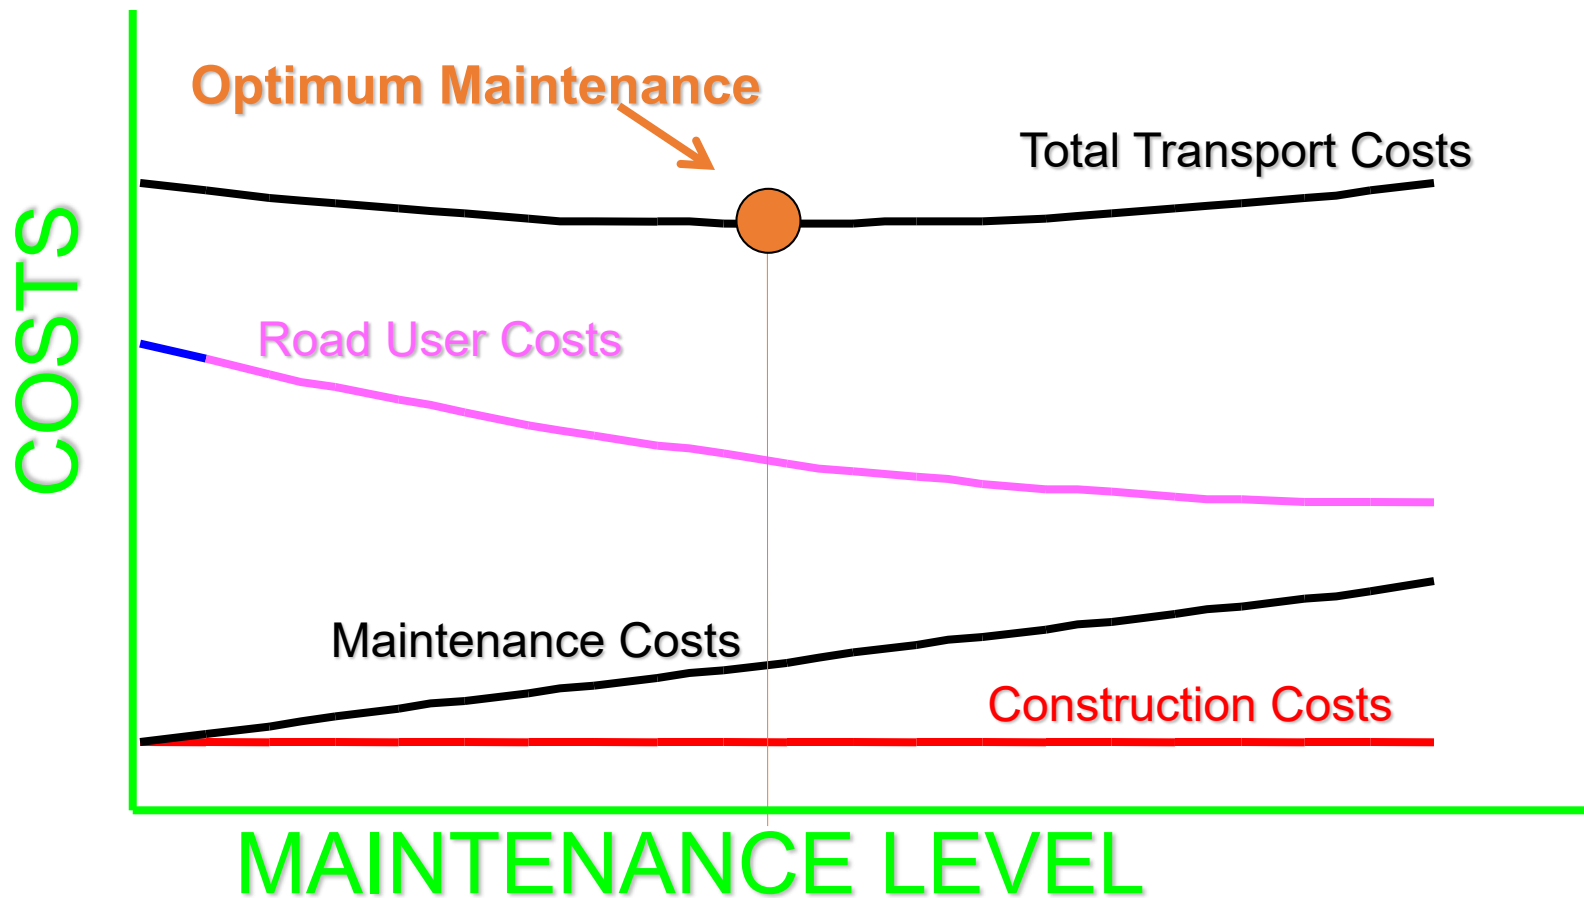 Optimum Maintenance
Total Transport Costs
COSTS
Road User Costs
Maintenance Costs
Construction Costs
MAINTENANCE LEVEL